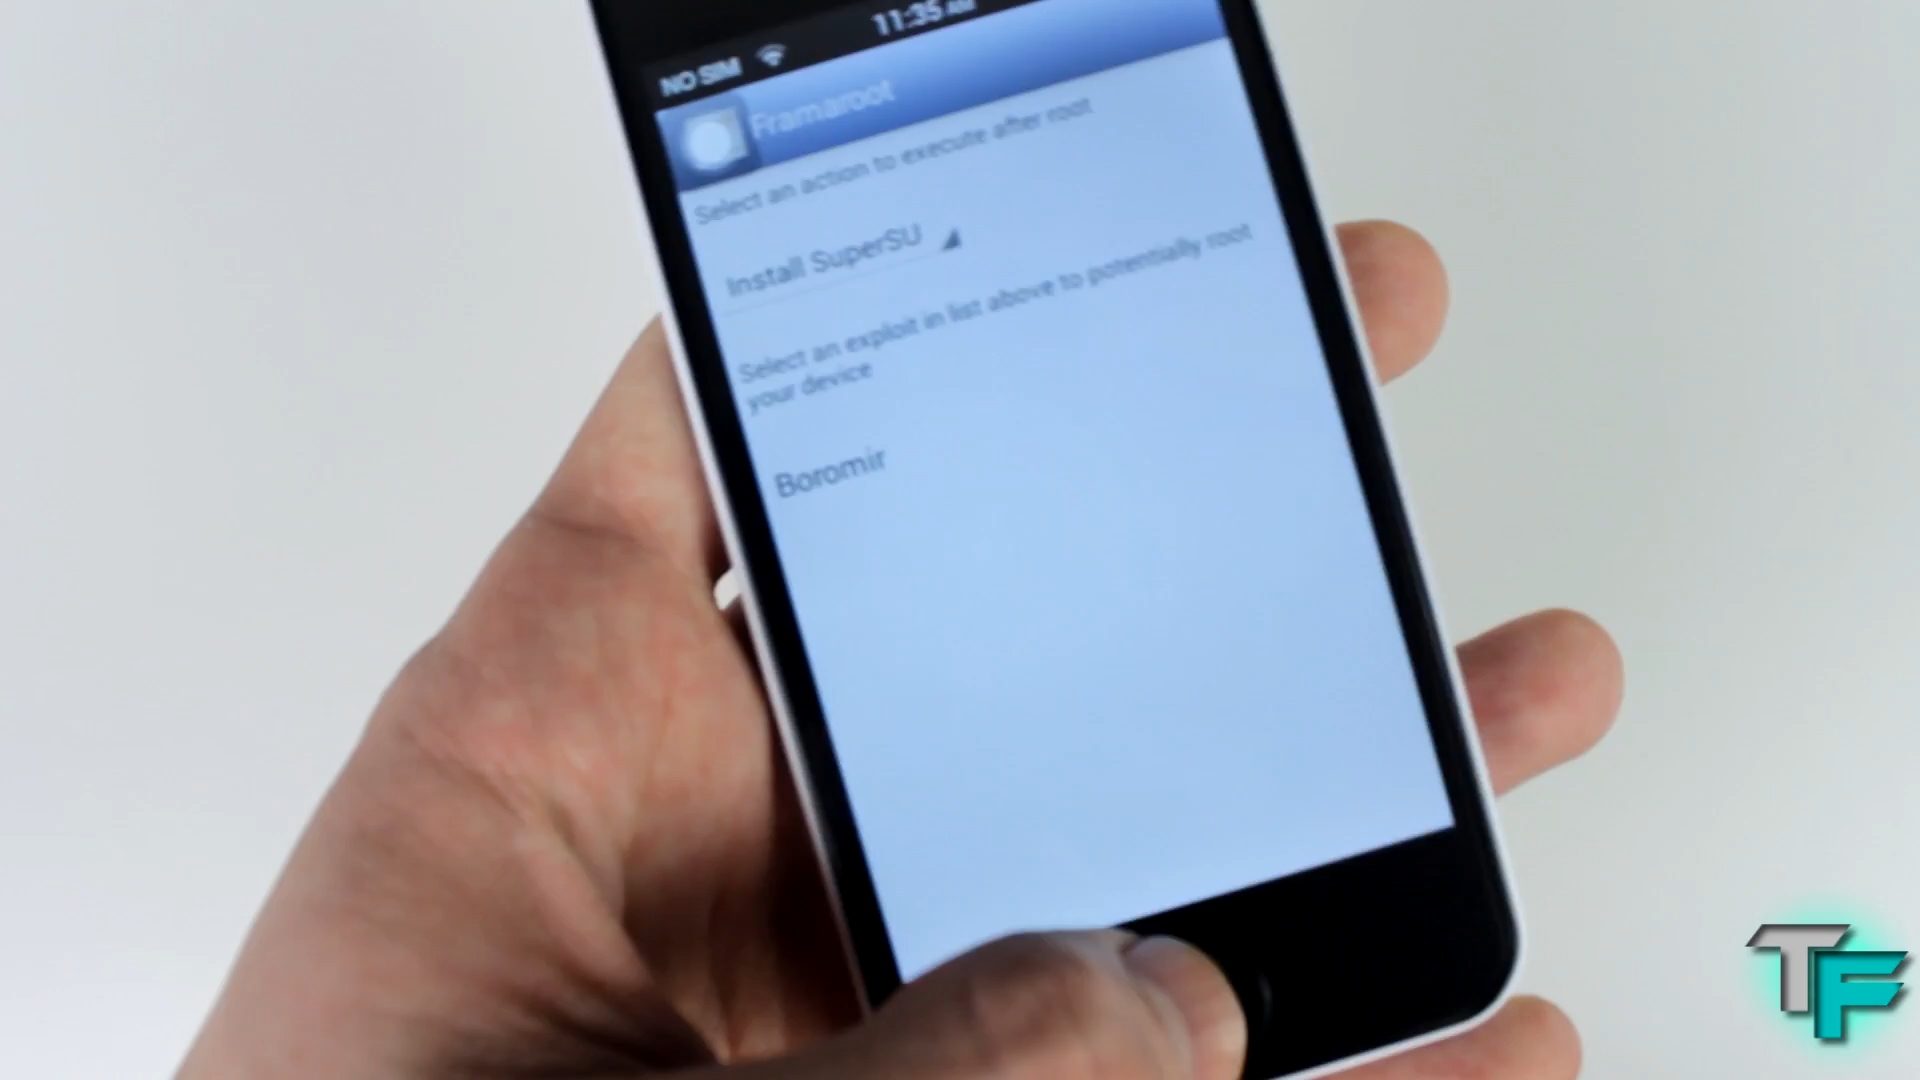 11:35 AM
NO SIM
Framaroot
Select an action to execute after root
Install SuperSU
Select an exploit in list above to potentially root
your device
Boromir
TF